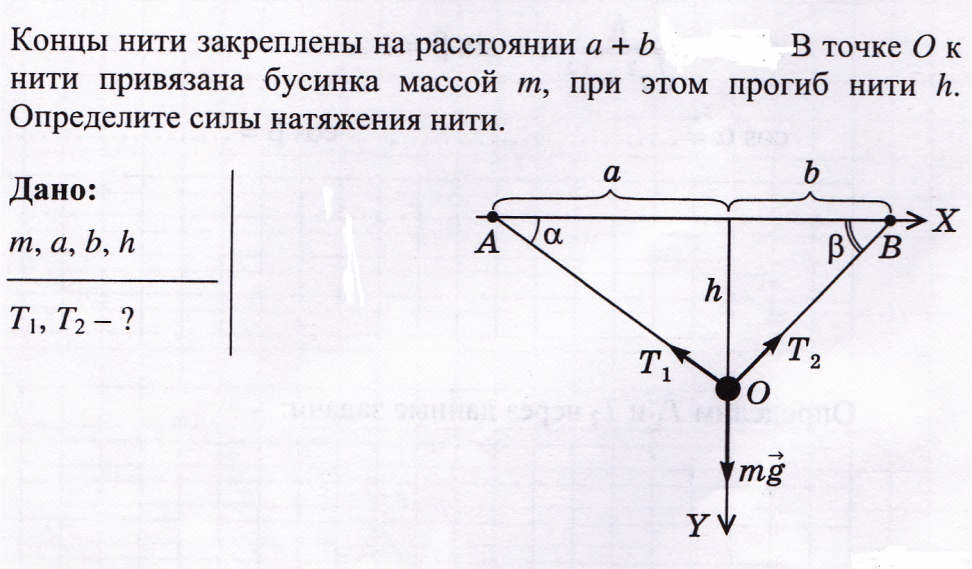 Концы нити закреплены на расстоянии a + b В точке O к
нити привязана бусинка массой m, при этом прогиб нити h.
Определите силы натяжения нити.
Дано:
m, a, b, h
T₁, T₂ – ?
a
b
A
α
β
B
X
h
T₁
T₂
O
mg⃗
Y